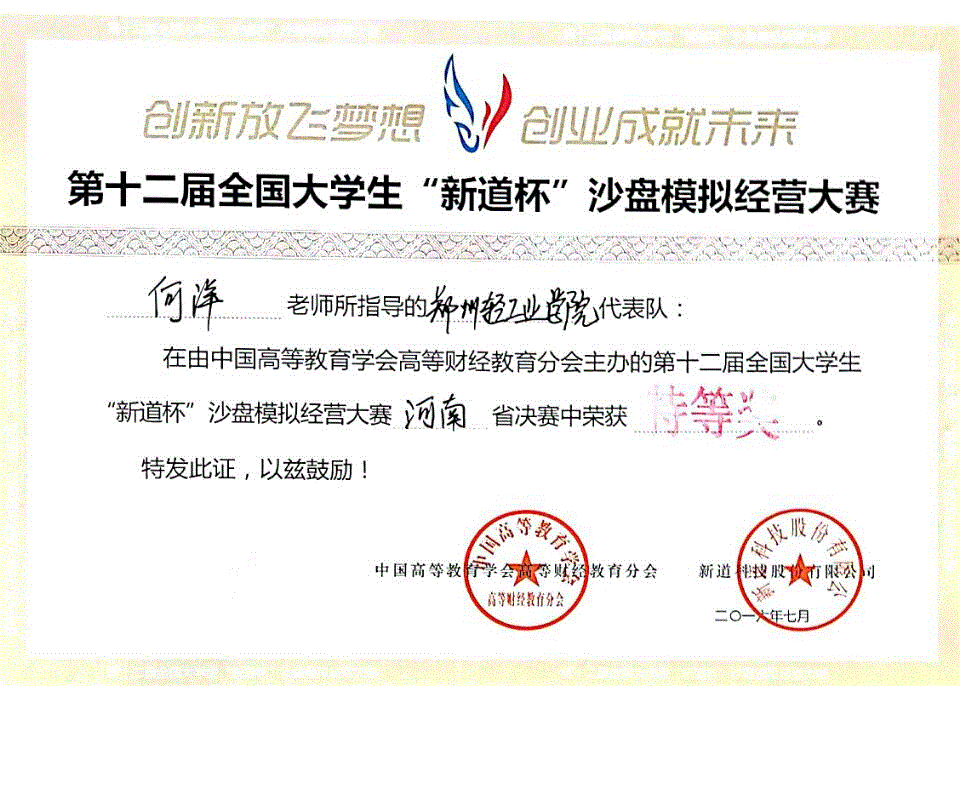 创新放飞梦想 创业成就未来
第十二届全国大学生“新道杯”沙盘模拟经营大赛
何洋 老师所指导的郑州轻工业学院代表队：
在由中国高等教育学会高等财经教育分会主办的第十二届全国大学生
“新道杯”沙盘模拟经营大赛 河南 省决赛中荣获 特等奖 。
特发此证，以兹鼓励！
中国高等教育学会高等财经教育分会 新道科技股份有限公司
二〇一六年七月
中国高等教育学会
高等财经教育分会
新道科技股份有限公司